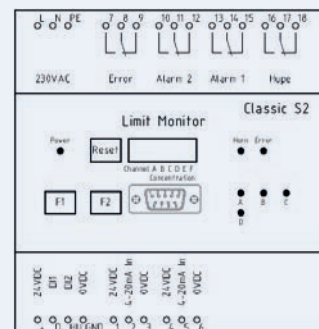 L N PE 7 8 9 10 11 12 13 14 15 16 17 18
230VAC Error Alarm 2 Alarm 1 Hupe
Classic S2
Limit Monitor
Power Horn Error
Reset
Channel A B C D E F
Concentration
F1 F2
A B C
D
24VDC DI1 DI2 0VDC 24VDC 4-20mA In 0VDC 24VDC 4-20mA In 0VDC
GND 1 2 3 4 5